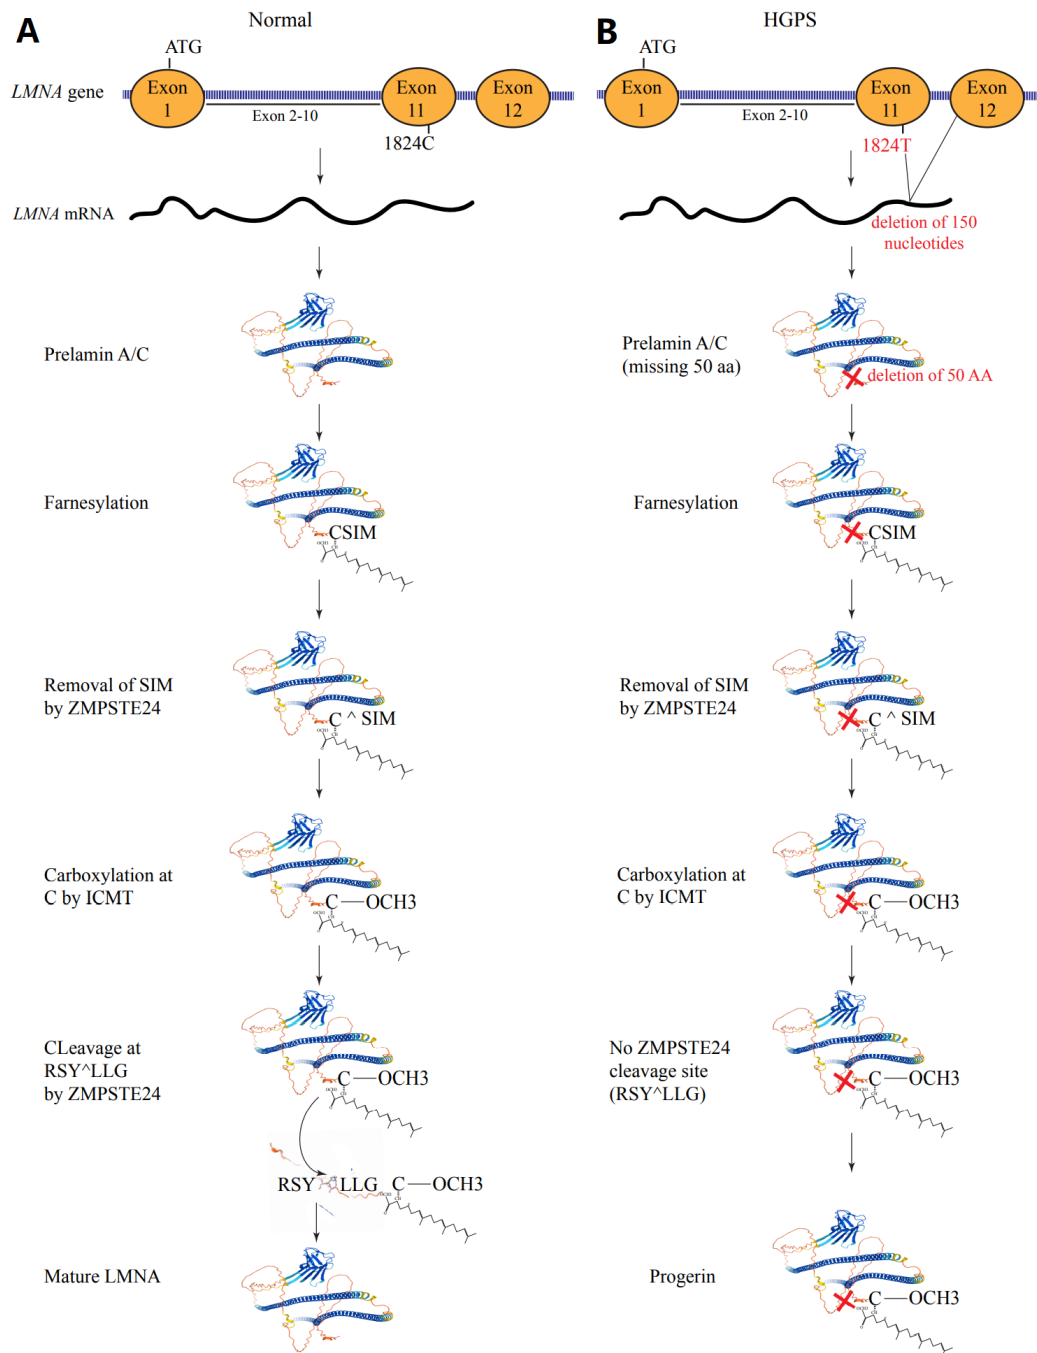 A
Normal
ATG
LMNA gene
Exon
1
Exon 2-10
Exon
11
Exon
12
1824C
LMNA mRNA
Prelamin A/C
Farnesylation
CSIM
Removal of SIM
by ZMPSTE24
C ^ SIM
Carboxylation at
C by ICMT
C—OCH3
CLeavage at
RSY^LLG
by ZMPSTE24
C—OCH3
RSY
LLG
C—OCH3
Mature LMNA
B
HGPS
ATG
Exon
1
Exon 2-10
Exon
11
Exon
12
1824T
deletion of 150
nucleotides
Prelamin A/C
(missing 50 aa)
deletion of 50 AA
Farnesylation
CSIM
Removal of SIM
by ZMPSTE24
C ^ SIM
Carboxylation at
C by ICMT
C—OCH3
No ZMPSTE24
cleavage site
(RSY^LLG)
C—OCH3
Progerin
C—OCH3